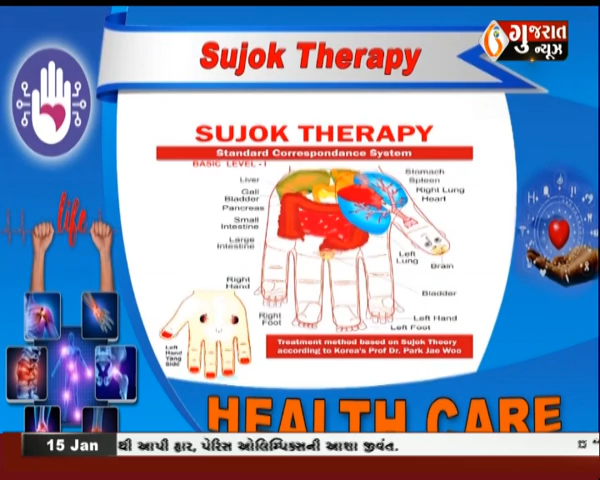 Sujok Therapy
ગુજરાત
ન્યૂઝ
SUJOK THERAPY
Standard Correspondance System
BASIC LEVEL - I
Liver
Gall
Bladder
Pancreas
Small
Intestine
Large
Intestine
Stomach
Spleen
Right Lung
Heart
Left
Lung
Brain
Bladder
Right
Hand
Right
Foot
Left Hand
Left Foot
Left
Hand
Yang
Side
Treatment method based on Sujok Theory
according to Korea's Prof Dr. Park Jae Woo
life
HEALTH CARE
15 Jan
થી આપી હાર, પેરિસ ઓલિમ્પિક્સની આશા જીવંત.